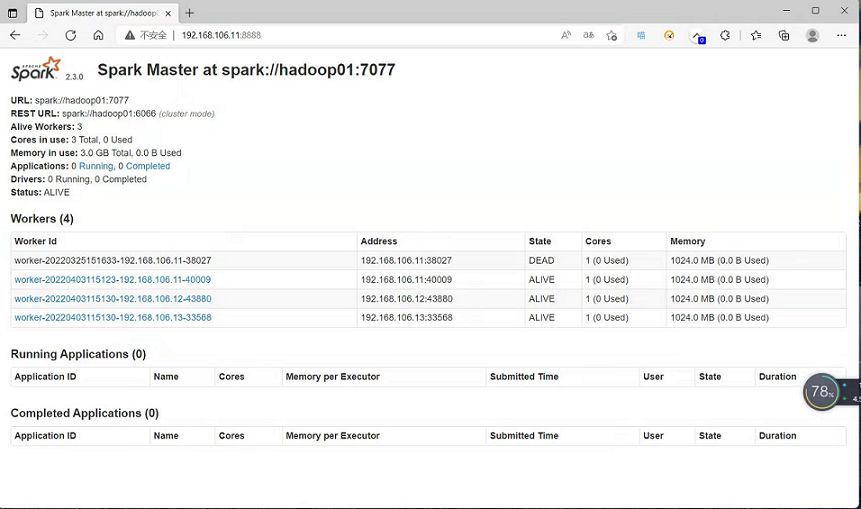 Spark Master at spark://hadoop0
不安全 | 192.168.106.11:8888
APACHE Spark 2.3.0 Spark Master at spark://hadoop01:7077
URL: spark://hadoop01:7077
REST URL: spark://hadoop01:6066 (cluster mode)
Alive Workers: 3
Cores in use: 3 Total, 0 Used
Memory in use: 3.0 GB Total, 0.0 B Used
Applications: 0 Running, 0 Completed
Drivers: 0 Running, 0 Completed
Status: ALIVE
Workers (4)
Worker Id Address State Cores Memory
worker-20220325151633-192.168.106.11-38027 192.168.106.11:38027 DEAD 1 (0 Used) 1024.0 MB (0.0 B Used)
worker-20220403115123-192.168.106.11-40009 192.168.106.11:40009 ALIVE 1 (0 Used) 1024.0 MB (0.0 B Used)
worker-20220403115130-192.168.106.12-43880 192.168.106.12:43880 ALIVE 1 (0 Used) 1024.0 MB (0.0 B Used)
worker-20220403115130-192.168.106.13-33568 192.168.106.13:33568 ALIVE 1 (0 Used) 1024.0 MB (0.0 B Used)
Running Applications (0)
Application ID Name Cores Memory per Executor Submitted Time User State Duration
78%
Completed Applications (0)
Application ID Name Cores Memory per Executor Submitted Time User State Duration